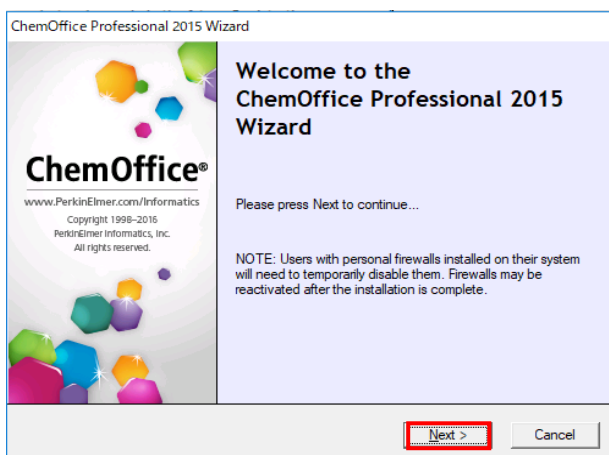 ChemOffice Professional 2015 Wizard
Welcome to the
ChemOffice Professional 2015
Wizard
ChemOffice®
www.PerkinElmer.com/Informatics
Copyright 1998–2016
PerkinElmer Informatics, Inc.
All rights reserved.
Please press Next to continue...
NOTE: Users with personal firewalls installed on their system
will need to temporarily disable them. Firewalls may be
reactivated after the installation is complete.
Next >
Cancel